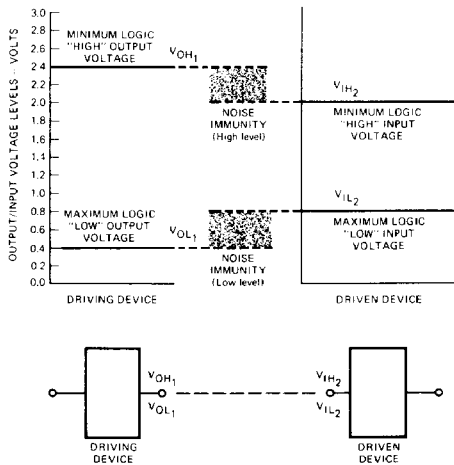 OUTPUT/INPUT VOLTAGE LEVELS - VOLTS
3.0
2.8
2.6
2.4
2.2
2.0
1.8
1.6
1.4
1.2
1.0
0.8
0.6
0.4
0.2
0.0
MINIMUM LOGIC
"HIGH" OUTPUT
VOLTAGE
VOH1
NOISE
IMMUNITY
(High level)
VIH2
MINIMUM LOGIC
"HIGH" INPUT
VOLTAGE
MAXIMUM LOGIC
"LOW" OUTPUT
VOLTAGE
VOL1
NOISE
IMMUNITY
(Low level)
VIL2
MAXIMUM LOGIC
"LOW" INPUT
VOLTAGE
DRIVING DEVICE
DRIVEN DEVICE
VOH1
VOL1
VIH2
VIL2
DRIVING
DEVICE
DRIVEN
DEVICE